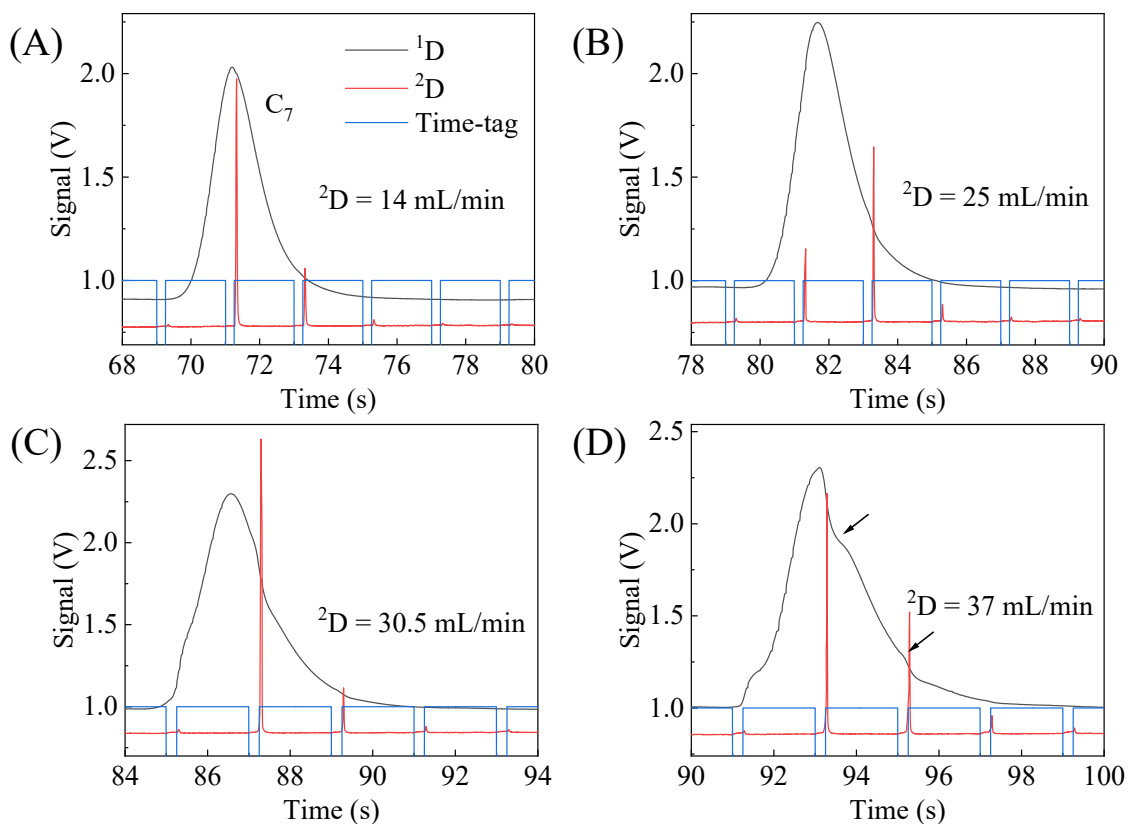 (A)
¹D
²D
Time-tag
C₇
²D = 14 mL/min
2.0
1.5
1.0
Signal (V)
68 70 72 74 76 78 80
Time (s)
(B)
²D = 25 mL/min
2.0
1.5
1.0
Signal (V)
78 80 82 84 86 88 90
Time (s)
(C)
²D = 30.5 mL/min
2.5
2.0
1.5
1.0
Signal (V)
84 86 88 90 92 94
Time (s)
(D)
²D = 37 mL/min
2.5
2.0
1.5
1.0
Signal (V)
90 92 94 96 98 100
Time (s)